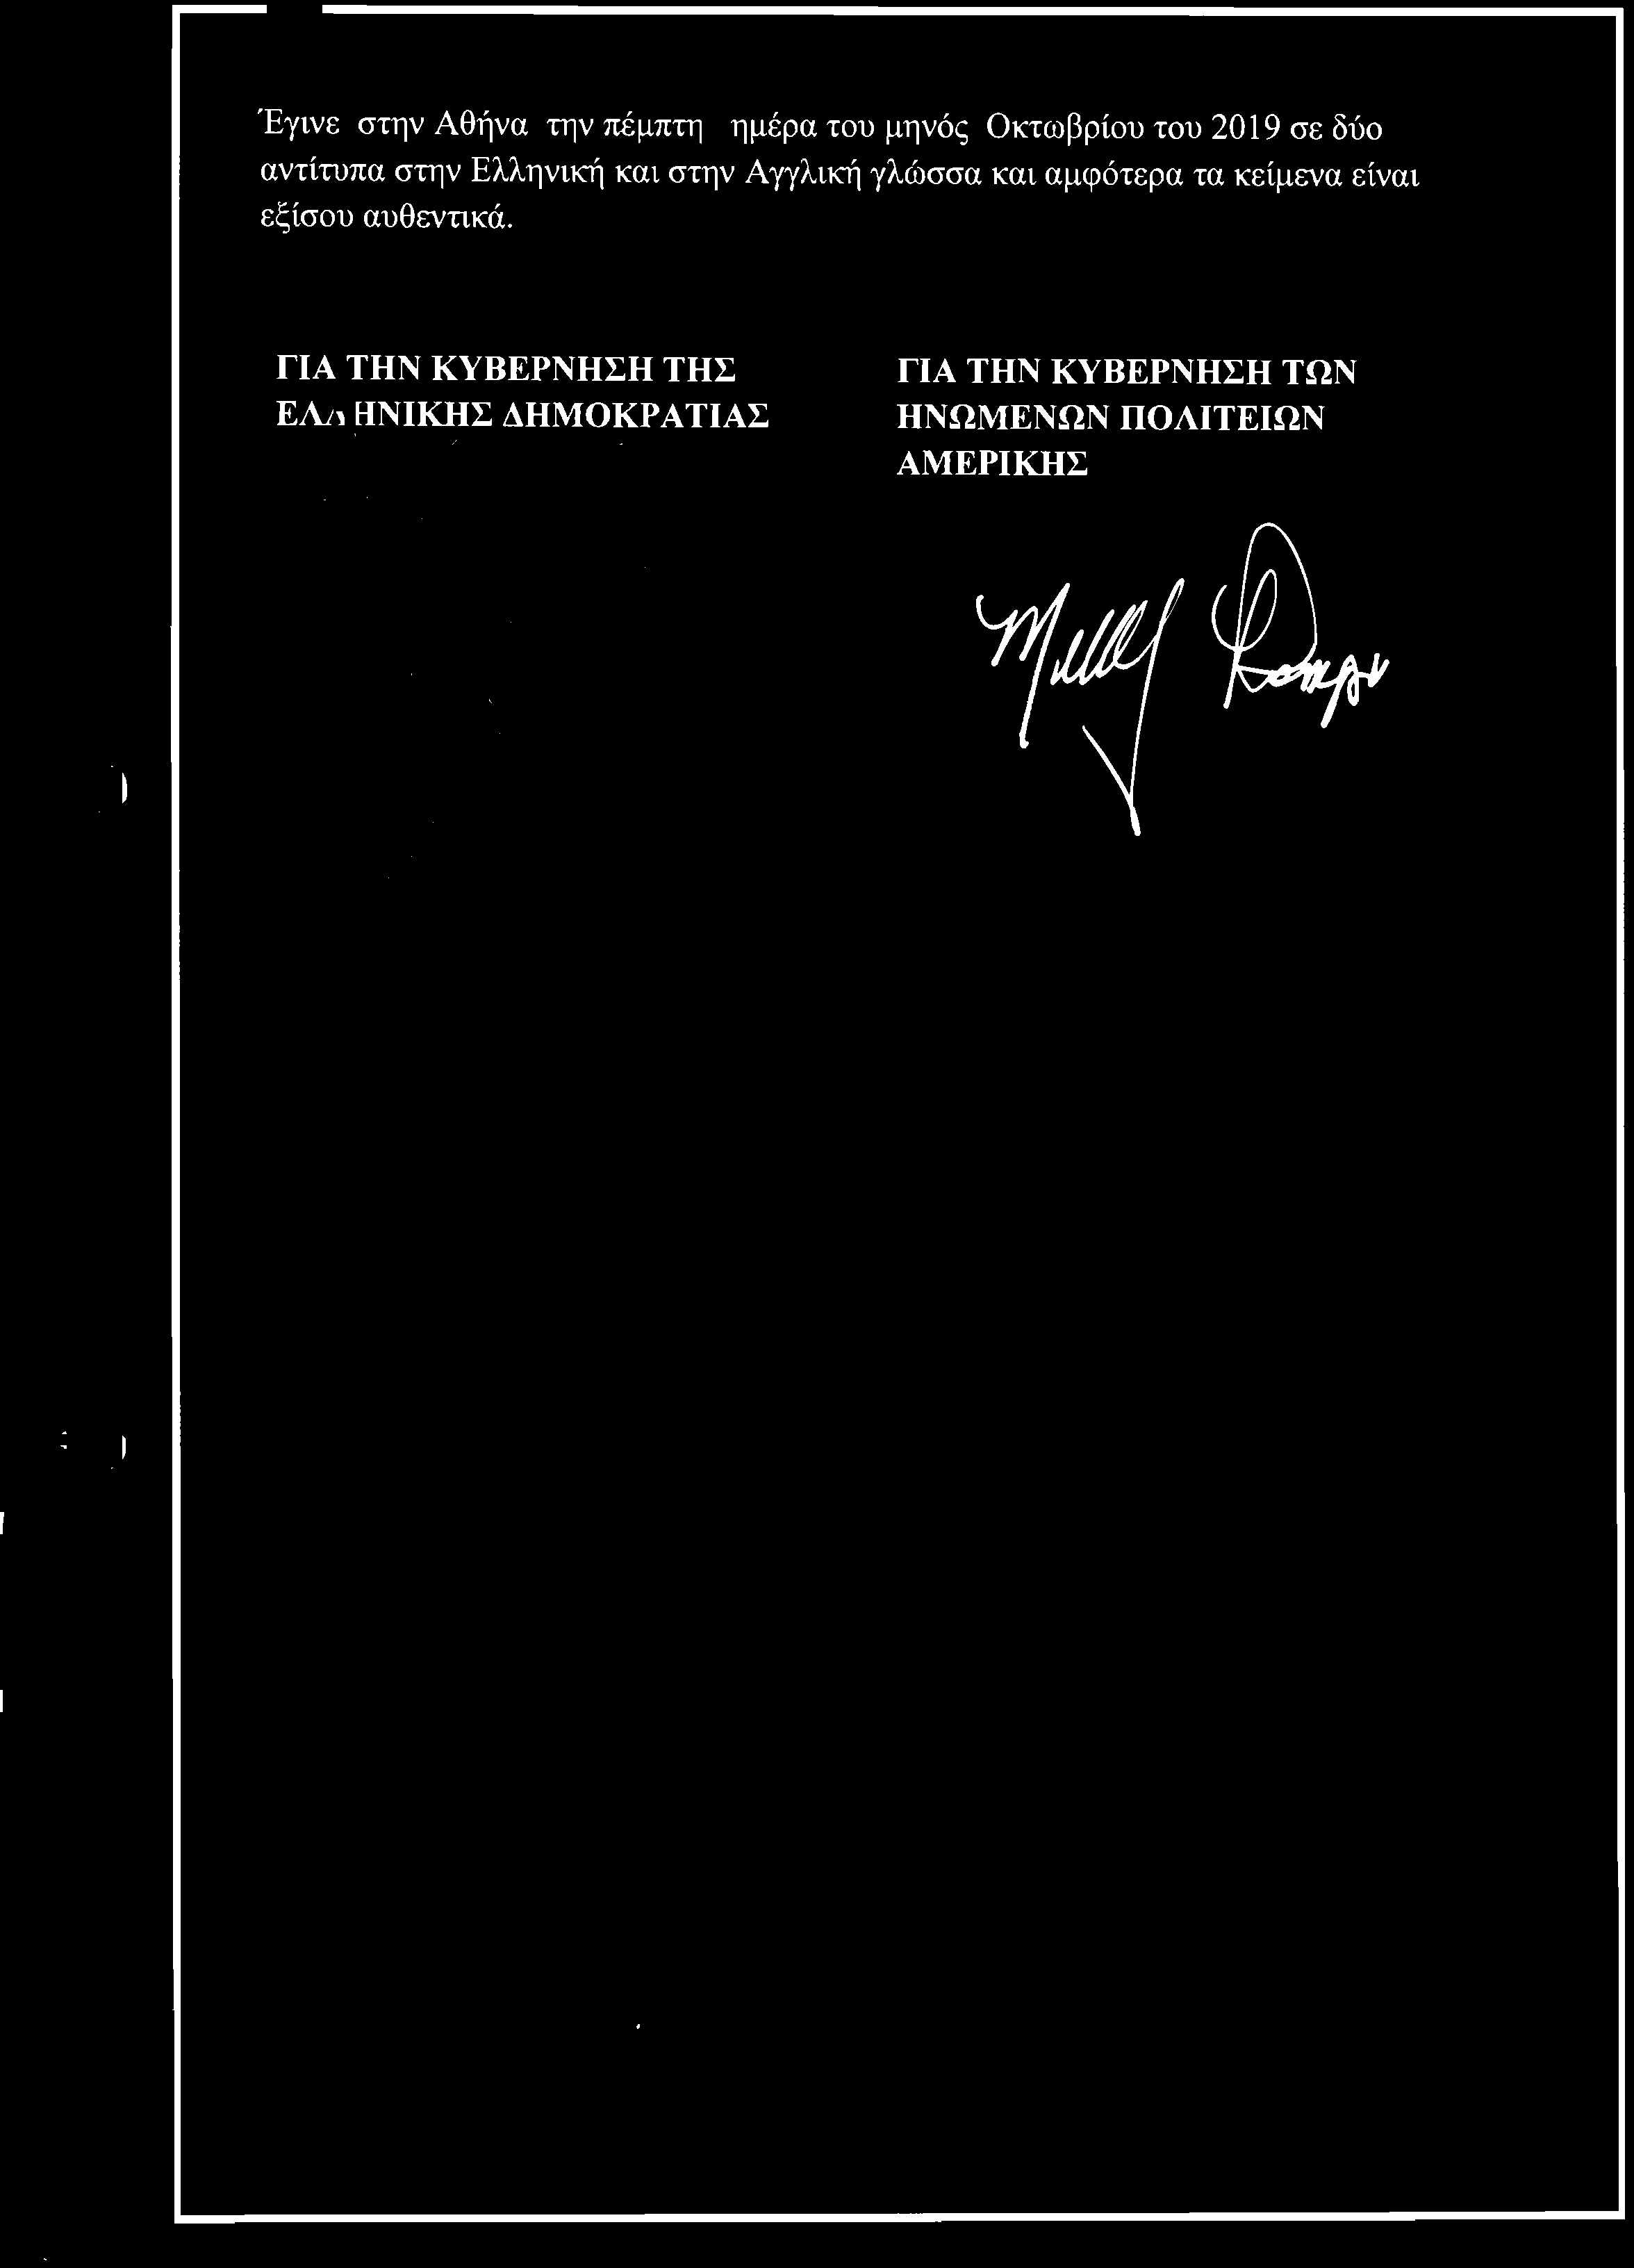 Έγινε στην Αθήνα την πέμπτη ημέρα του μηνός Οκτωβρίου του 2019 σε δύο
αντίτυπα στην Ελληνική και στην Αγγλική γλώσσα και αμφότερα τα κείμενα είναι
εξίσου αυθεντικά.
ΓΙΑ ΤΗΝ ΚΥΒΕΡΝΗΣΗ ΤΗΣ
ΕΛΛΗΝΙΚΗΣ ΔΗΜΟΚΡΑΤΙΑΣ
ΓΙΑ ΤΗΝ ΚΥΒΕΡΝΗΣΗ ΤΩΝ
ΗΝΩΜΕΝΩΝ ΠΟΛΙΤΕΙΩΝ
ΑΜΕΡΙΚΗΣ